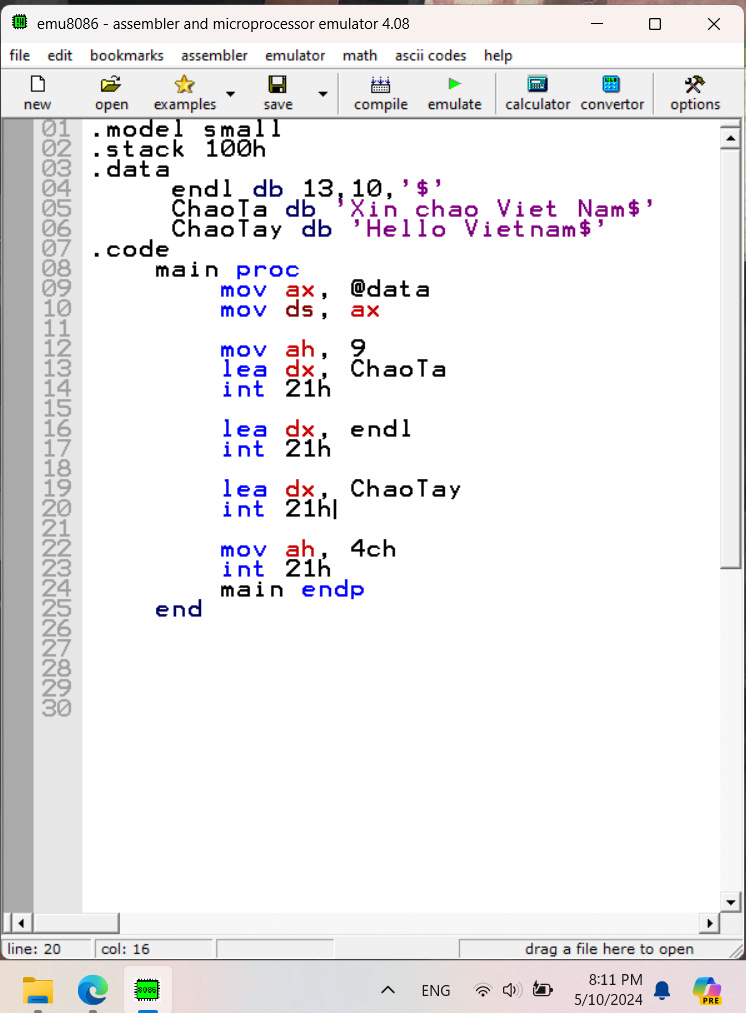 emu8086 - assembler and microprocessor emulator 4.08
file edit bookmarks assembler emulator math ascii codes help
new open examples save compile emulate calculator convertor options
01 .model small
02 .stack 100h
03 .data
04 endl db 13,10,'$'
05 ChaoTa db 'Xin chao Viet Nam$'
06 ChaoTay db 'Hello Vietnam$'
07 .code
08 main proc
09 mov ax, @data
10 mov ds, ax
11
12 mov ah, 9
13 lea dx, ChaoTa
14 int 21h
15
16 lea dx, endl
17 int 21h
18
19 lea dx, ChaoTay
20 int 21h
21
22 mov ah, 4ch
23 int 21h
24 main endp
25 end
26
27
28
29
30
line: 20 col: 16 drag a file here to open
8086 ENG 8:11 PM
5/10/2024 PRE